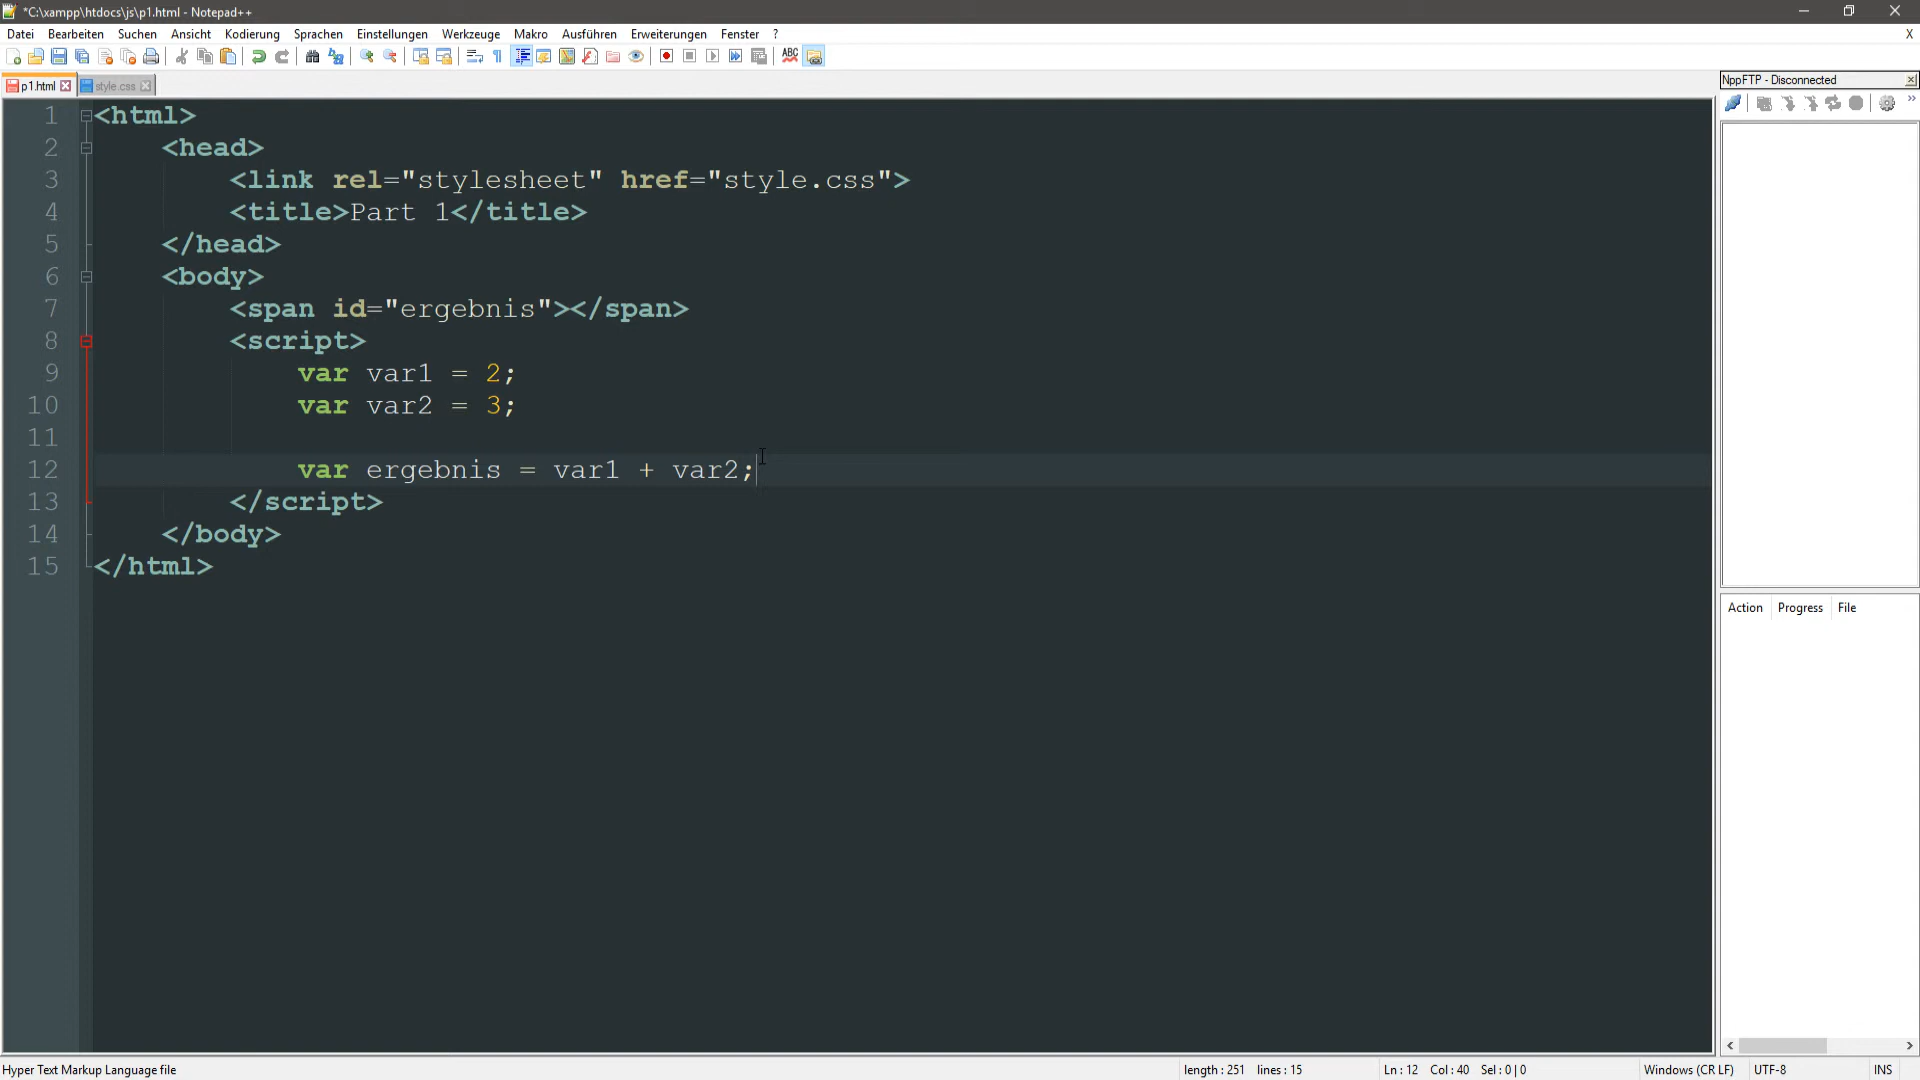 *C:\xampp\htdocs\js\p1.html - Notepad++
Datei Bearbeiten Suchen Ansicht Kodierung Sprachen Einstellungen Werkzeuge Makro Ausführen Erweiterungen Fenster ? X
ABC
p1.html style.css
NppFTP - Disconnected
1 <html>
2 <head>
3 <link rel="stylesheet" href="style.css">
4 <title>Part 1</title>
5 </head>
6 <body>
7 <span id="ergebnis"></span>
8 <script>
9 var var1 = 2;
10 var var2 = 3;
11
12 var ergebnis = var1 + var2;
13 </script>
14 </body>
15 </html>
Action Progress File
Hyper Text Markup Language file length : 251 lines : 15 Ln : 12 Col : 40 Sel : 0 | 0 Windows (CR LF) UTF-8 INS